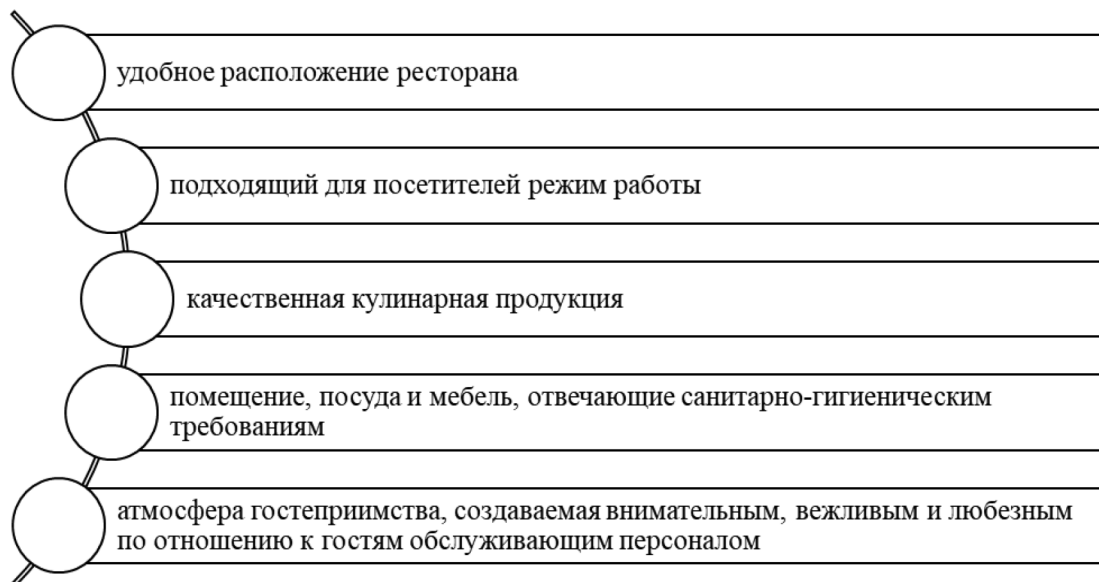 удобное расположение ресторана
подходящий для посетителей режим работы
качественная кулинарная продукция
помещение, посуда и мебель, отвечающие санитарно-гигиеническим
требованиям
атмосфера гостеприимства, создаваемая внимательным, вежливым и любезным
по отношению к гостям обслуживающим персоналом